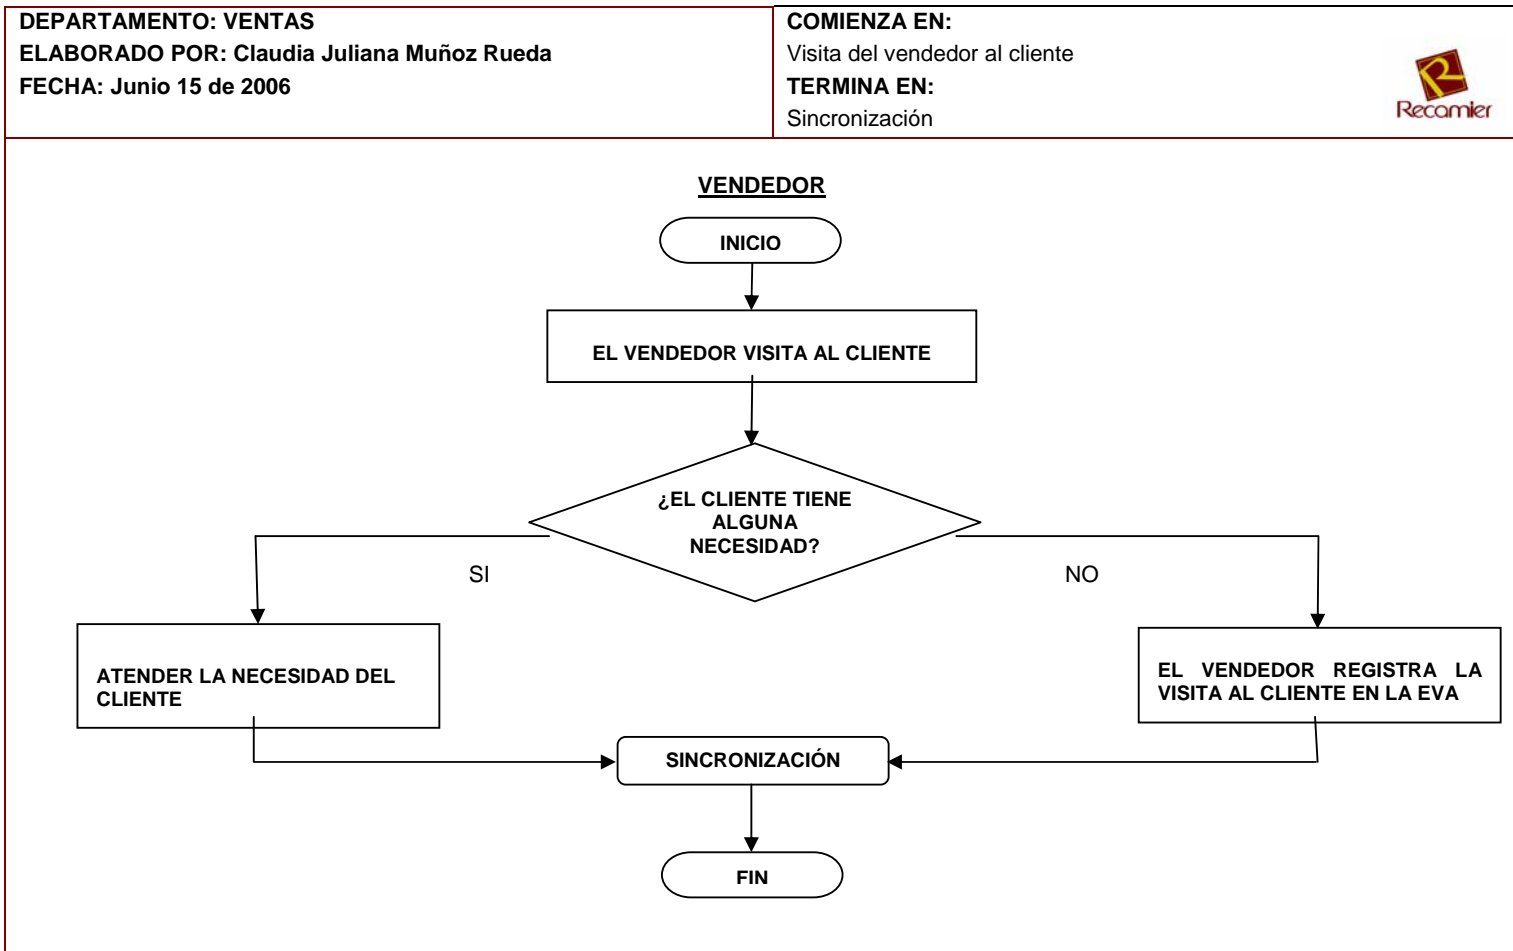 DEPARTAMENTO: VENTAS
ELABORADO POR: Claudia Juliana Muñoz Rueda
FECHA: Junio 15 de 2006
COMIENZA EN:
Visita del vendedor al cliente
TERMINA EN:
Sincronización
Recamier
VENDEDOR
INICIO
EL VENDEDOR VISITA AL CLIENTE
¿EL CLIENTE TIENE
ALGUNA
NECESIDAD?
SI
NO
ATENDER LA NECESIDAD DEL
CLIENTE
EL VENDEDOR REGISTRA LA
VISITA AL CLIENTE EN LA EVA
SINCRONIZACIÓN
FIN